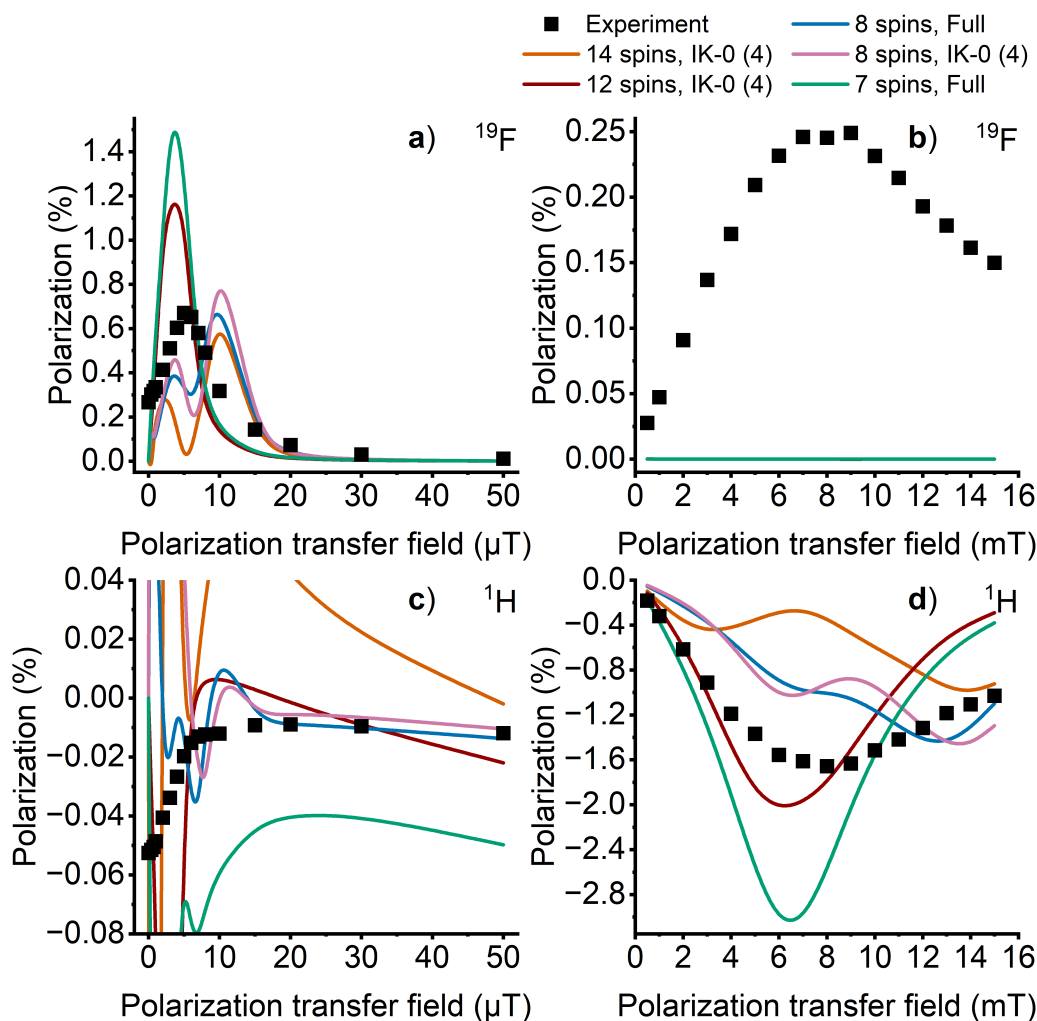 Experiment
8 spins, Full
14 spins, IK-0 (4)
8 spins, IK-0 (4)
12 spins, IK-0 (4)
7 spins, Full
a) ¹⁹F
Polarization (%)
1.4
1.2
1.0
0.8
0.6
0.4
0.2
0.0
0 10 20 30 40 50
Polarization transfer field (μT)
b) ¹⁹F
Polarization (%)
0.25
0.20
0.15
0.10
0.05
0.00
0 2 4 6 8 10 12 14 16
Polarization transfer field (mT)
c) ¹H
Polarization (%)
0.04
0.02
0.00
−0.02
−0.04
−0.06
−0.08
0 10 20 30 40 50
Polarization transfer field (μT)
d) ¹H
Polarization (%)
0.0
−0.4
−0.8
−1.2
−1.6
−2.0
−2.4
−2.8
0 2 4 6 8 10 12 14 16
Polarization transfer field (mT)